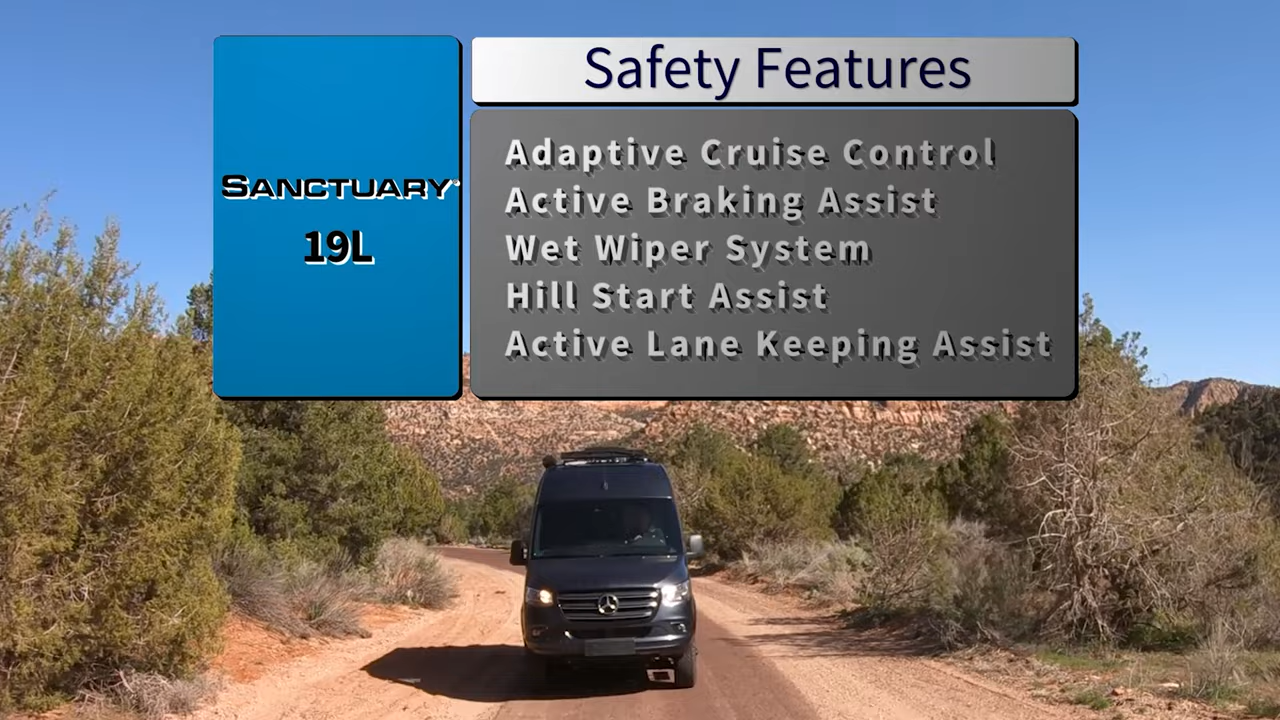 SANCTUARY®
19L
Safety Features
Adaptive Cruise Control
Active Braking Assist
Wet Wiper System
Hill Start Assist
Active Lane Keeping Assist